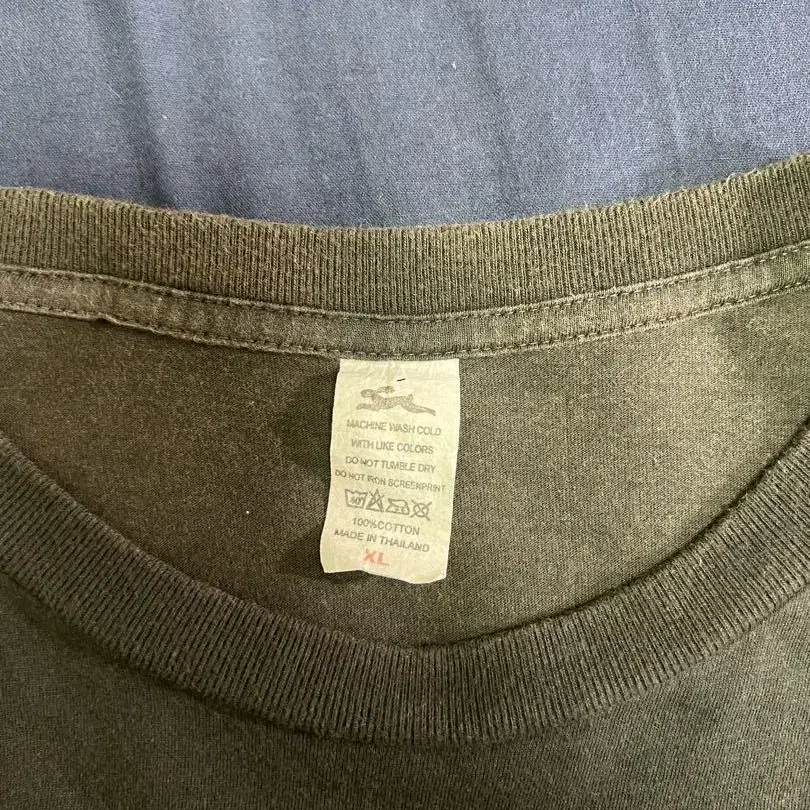 MACHINE WASH COLD
WITH LIKE COLORS
DO NOT TUMBLE DRY
DO NOT IRON SCREENPRINT
100%COTTON
MADE IN THAILAND
XL